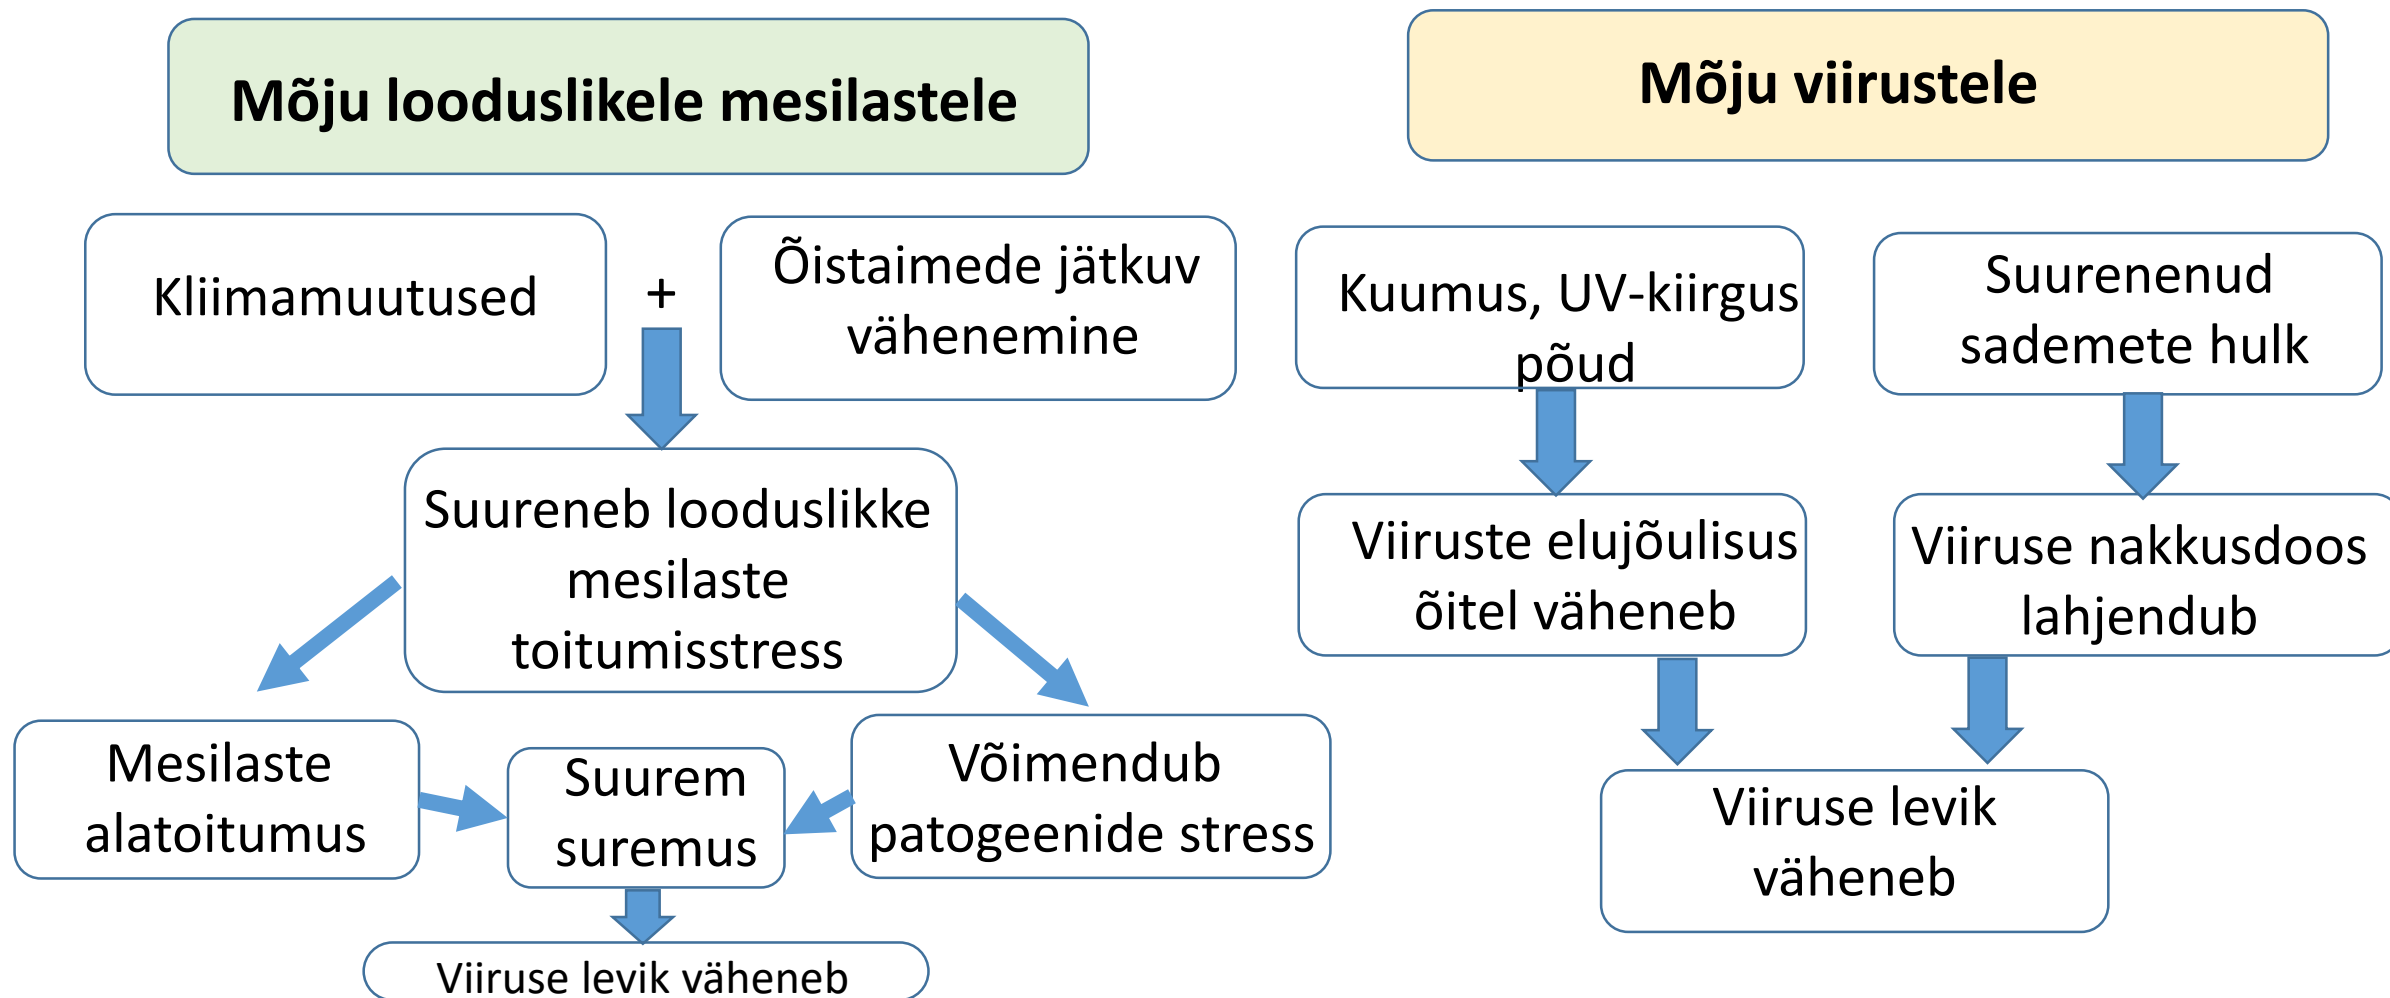 Mõju looduslikele mesilastele
Kliimamuutused
+
Õistaimede jätkuv
vähenemine
Suureneb looduslikke
mesilaste
toitumisstress
Mesilaste
alatoitumus
Suurem
suremus
Võimendub
patogeenide stress
Viiruse levik väheneb
Mõju viirustele
Kuumus, UV-kiirgus
põud
Suurenenud
sademete hulk
Viiruste elujõulisus
õitel väheneb
Viiruse nakkusdoos
lahjendub
Viiruse levik
väheneb